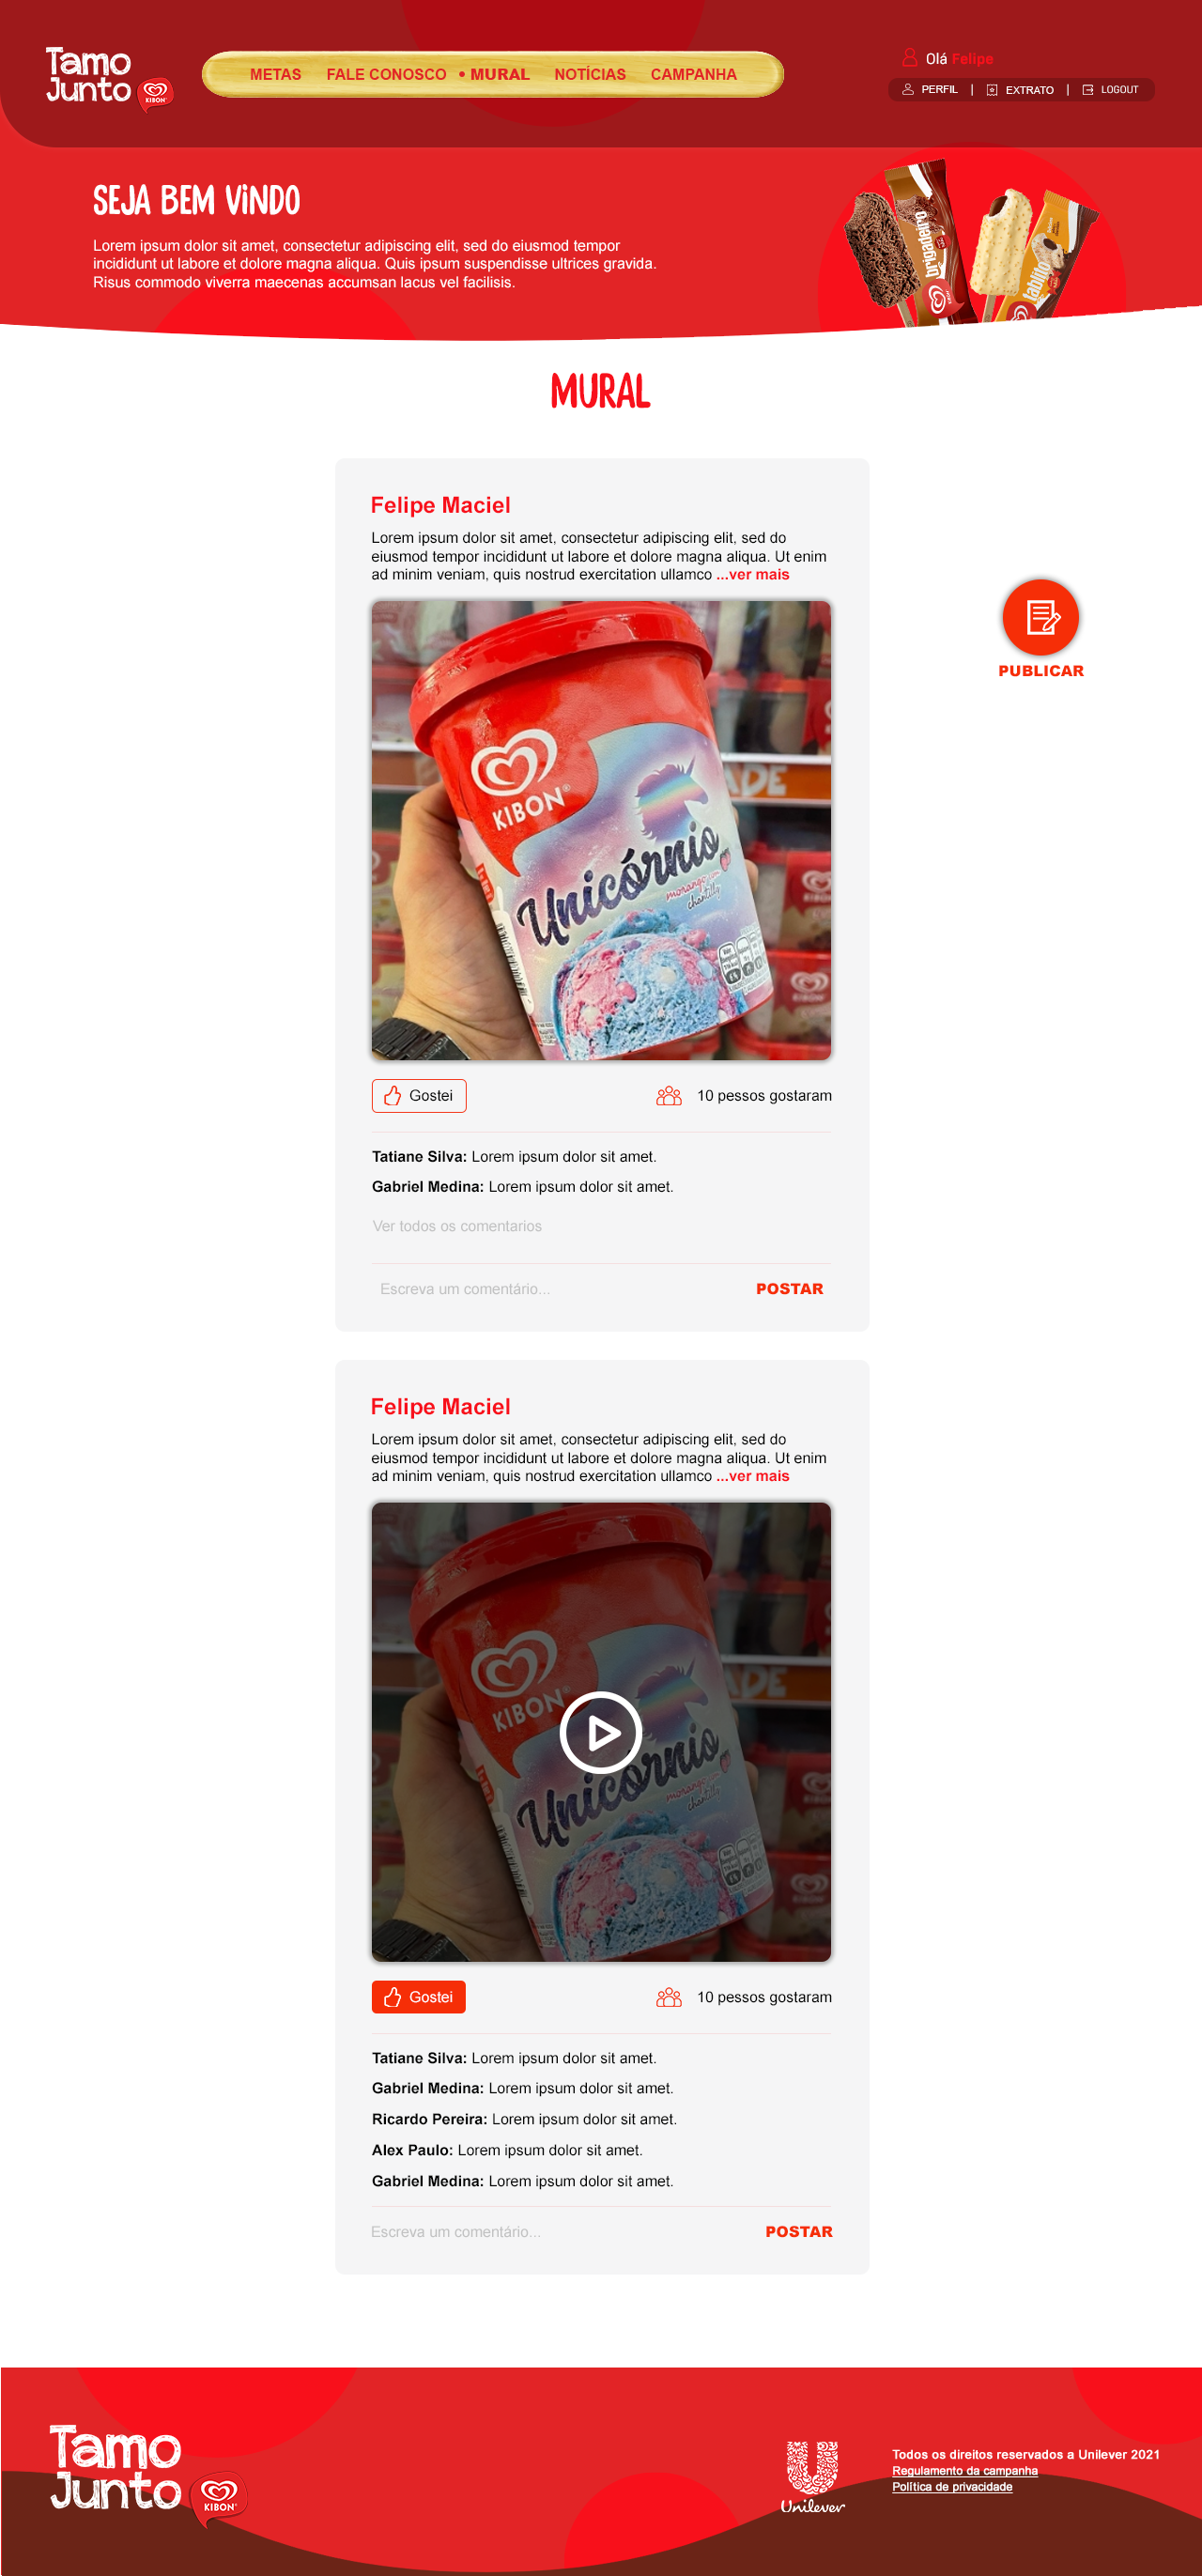 Tamo
Junto
KIBON
METAS FALE CONOSCO • MURAL NOTÍCIAS CAMPANHA
Olá Felipe
PERFIL | EXTRATO | LOGOUT
SEJA BEM VINDO
Lorem ipsum dolor sit amet, consectetur adipiscing elit, sed do eiusmod tempor
incididunt ut labore et dolore magna aliqua. Quis ipsum suspendisse ultrices gravida.
Risus commodo viverra maecenas accumsan lacus vel facilisis.
brigadeiro
tablito
MURAL
Felipe Maciel
Lorem ipsum dolor sit amet, consectetur adipiscing elit, sed do
eiusmod tempor incididunt ut labore et dolore magna aliqua. Ut enim
ad minim veniam, quis nostrud exercitation ullamco ...ver mais
PUBLICAR
KIBON
Unicórnio
morango com
chantilly
KIBON
Gostei
10 pessos gostaram
Tatiane Silva: Lorem ipsum dolor sit amet.
Gabriel Medina: Lorem ipsum dolor sit amet.
Ver todos os comentarios
Escreva um comentário... POSTAR
Felipe Maciel
Lorem ipsum dolor sit amet, consectetur adipiscing elit, sed do
eiusmod tempor incididunt ut labore et dolore magna aliqua. Ut enim
ad minim veniam, quis nostrud exercitation ullamco ...ver mais
KIBON
Unicórnio
morango com
chantilly
KIBON
Gostei
10 pessos gostaram
Tatiane Silva: Lorem ipsum dolor sit amet.
Gabriel Medina: Lorem ipsum dolor sit amet.
Ricardo Pereira: Lorem ipsum dolor sit amet.
Alex Paulo: Lorem ipsum dolor sit amet.
Gabriel Medina: Lorem ipsum dolor sit amet.
Escreva um comentário... POSTAR
Tamo
Junto
KIBON
Unilever
Todos os direitos reservados a Unilever 2021
Regulamento da campanha
Política de privacidade